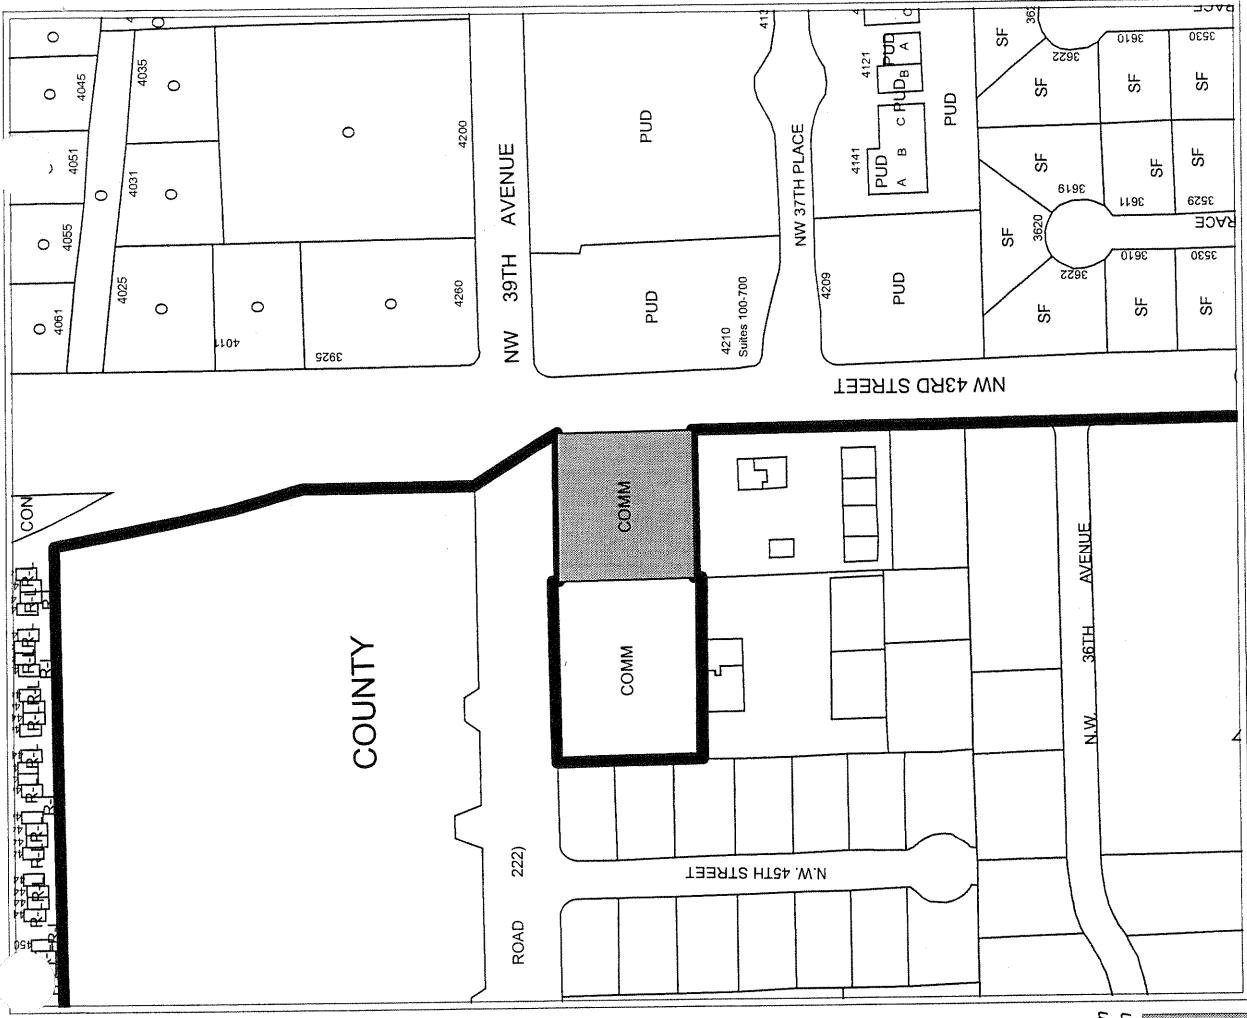 4045
4035
4051
4031
4055
4025
4061
4011
3925
4200
4260
NW 39TH AVENUE
PUD
PUD
4210
Suites 100-700
NW 37TH PLACE
4209
4121
PUD
A
PUD
B
4141
PUD
A B C
PUD
PUD
SF
3622
3610
3530
SF
SF
SF
SF
3619
SF
3611
SF
3529
SF
3620
RACE
RACE
3622
3610
3530
SF
SF
SF
NW 43RD STREET
CON
COMM
COMM
COUNTY
ROAD 222)
N.W. 45TH STREET
N.W. 36TH AVENUE